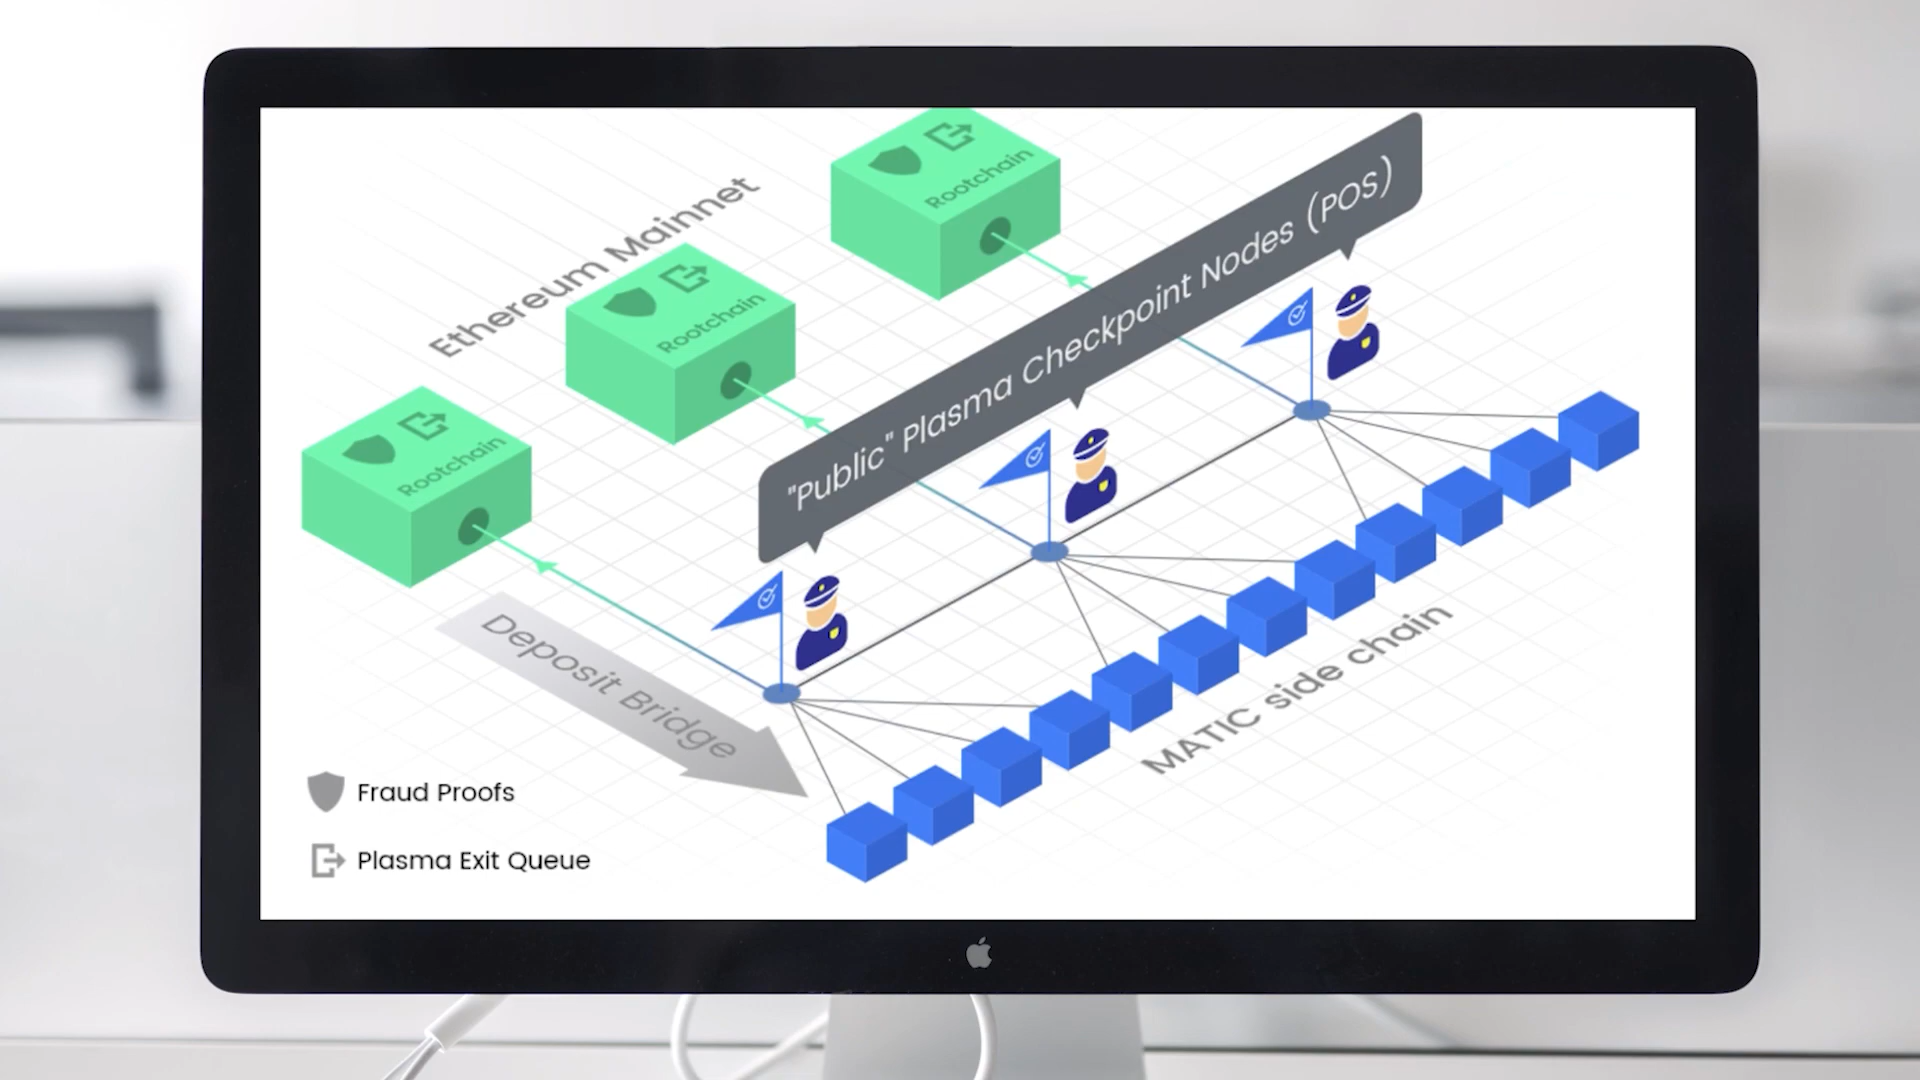 Ethereum Mainnet
Rootchain
Rootchain
Rootchain
"Public" Plasma Checkpoint Nodes (POS)
Deposit Bridge
MATIC side chain
Fraud Proofs
Plasma Exit Queue